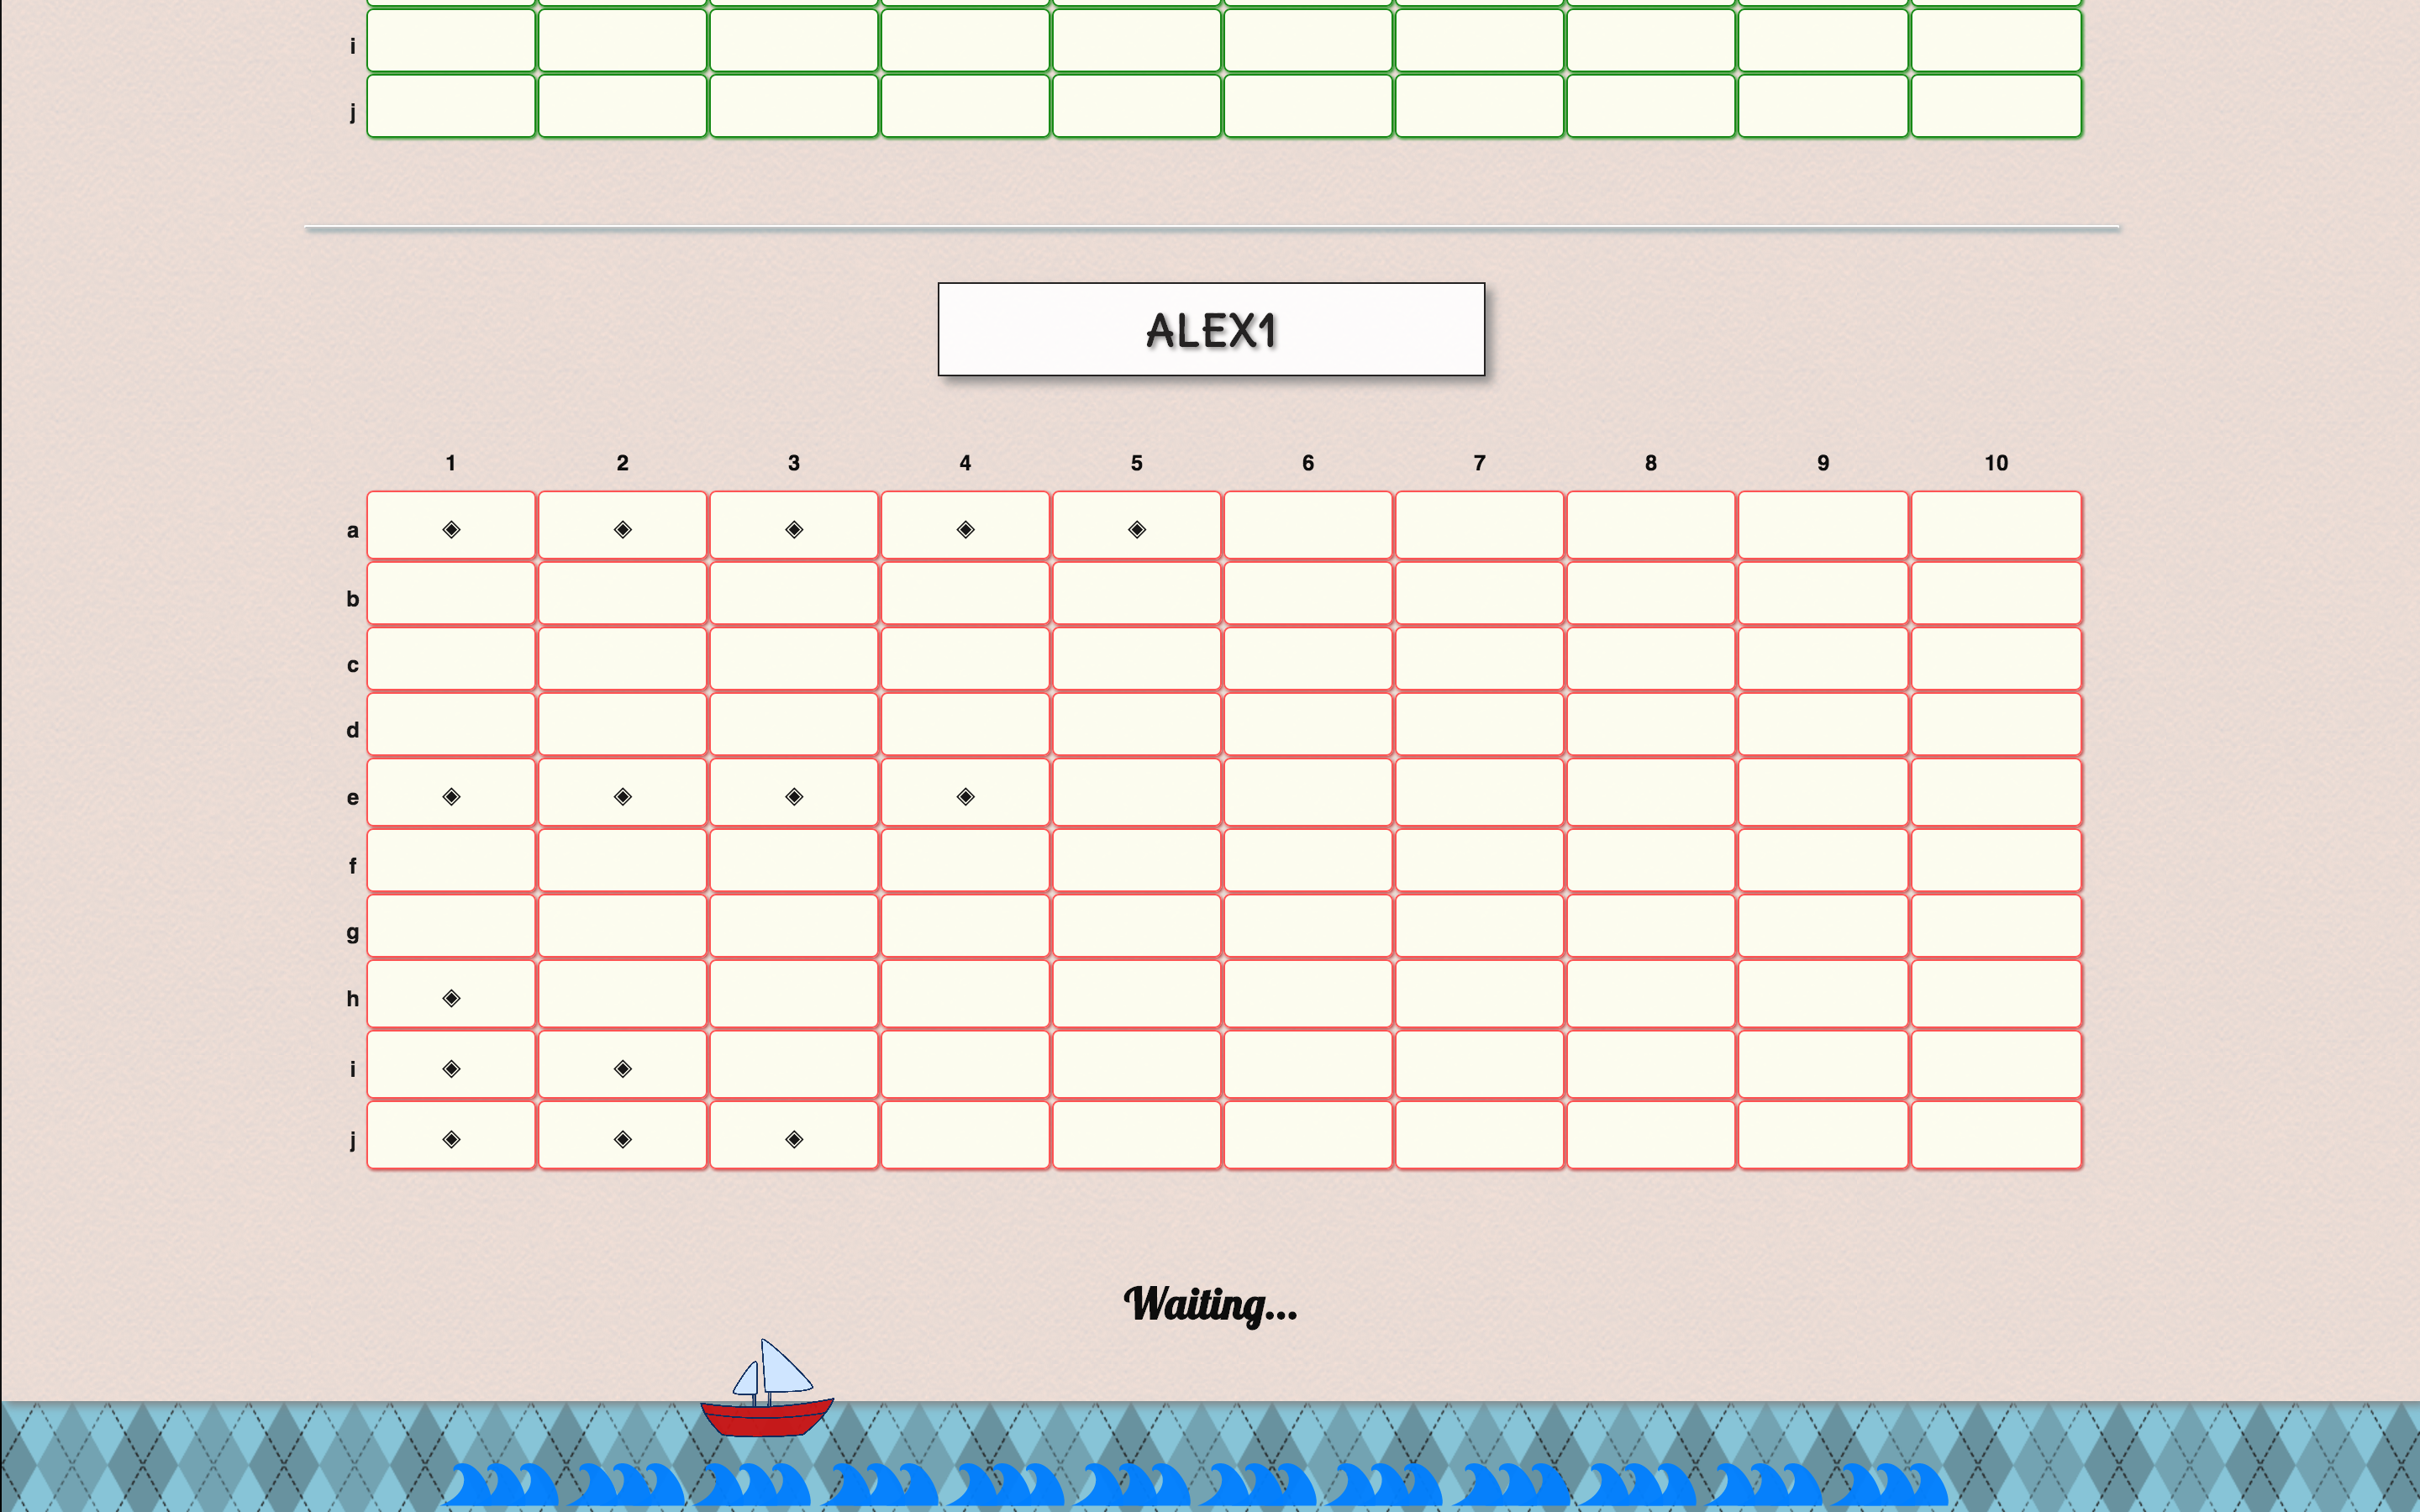 i
j
ALEX1
1 2 3 4 5 6 7 8 9 10
a ◈ ◈ ◈ ◈ ◈
b
c
d
e ◈ ◈ ◈ ◈
f
g
h ◈
i ◈ ◈
j ◈ ◈ ◈
Waiting...